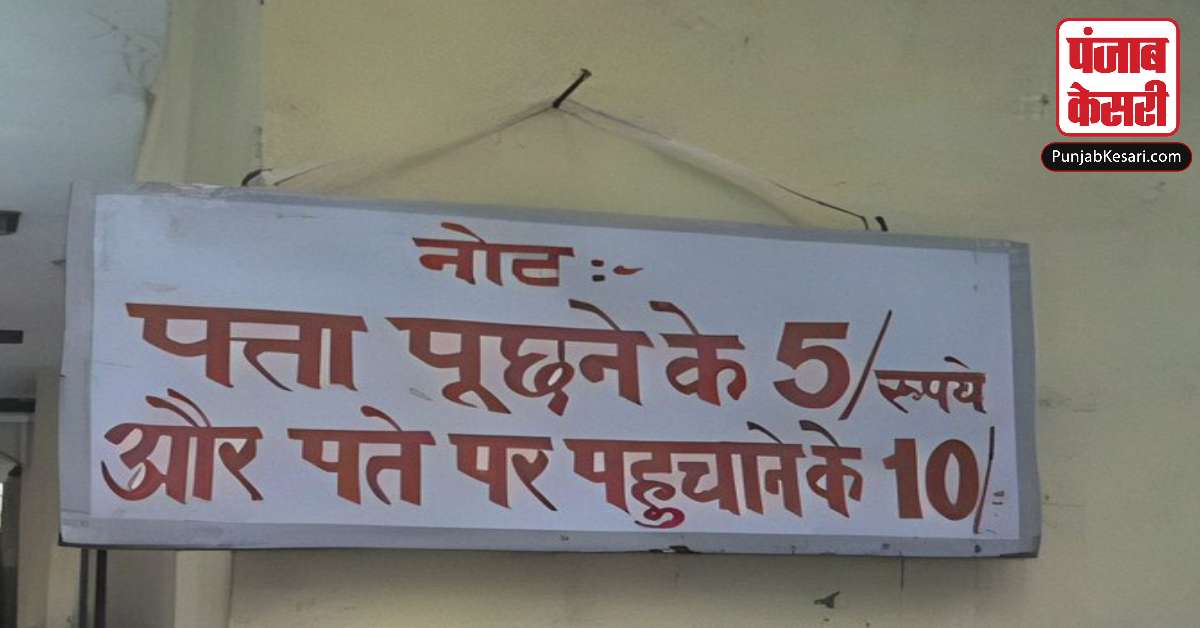 पंजाब
केसरी
PunjabKesari.com
नोट :-
पत्ता पूछने के 5/ रूपये
और पते पर पहुचाने के 10/-